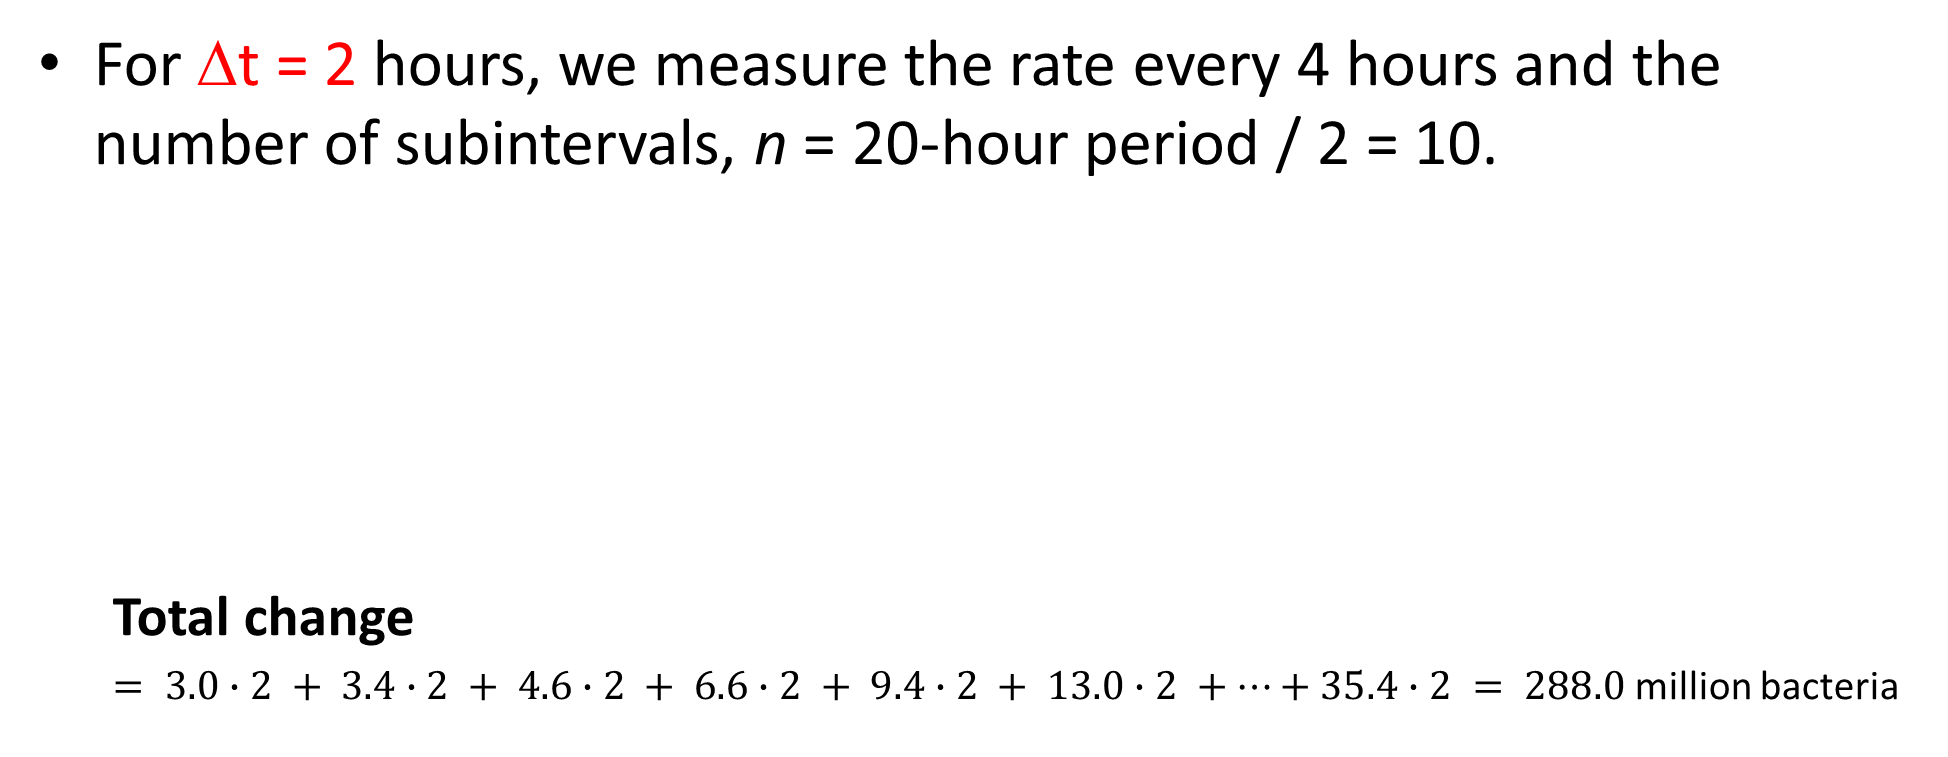 • For Δt = 2 hours, we measure the rate every 4 hours and the
number of subintervals, n = 20-hour period / 2 = 10.
Total change
= 3.0 · 2 + 3.4 · 2 + 4.6 · 2 + 6.6 · 2 + 9.4 · 2 + 13.0 · 2 + ⋯ + 35.4 · 2 = 288.0 million bacteria